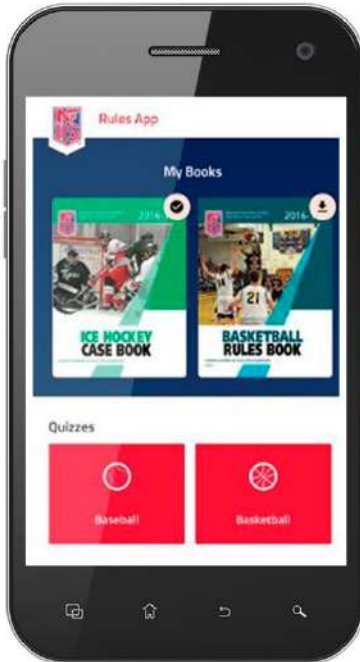 Rules App
My Books
2016-
ICE HOCKEY
CASE BOOK
2016-
21
BASKETBALL
RULES BOOK
Quizzes
Baseball
Basketball